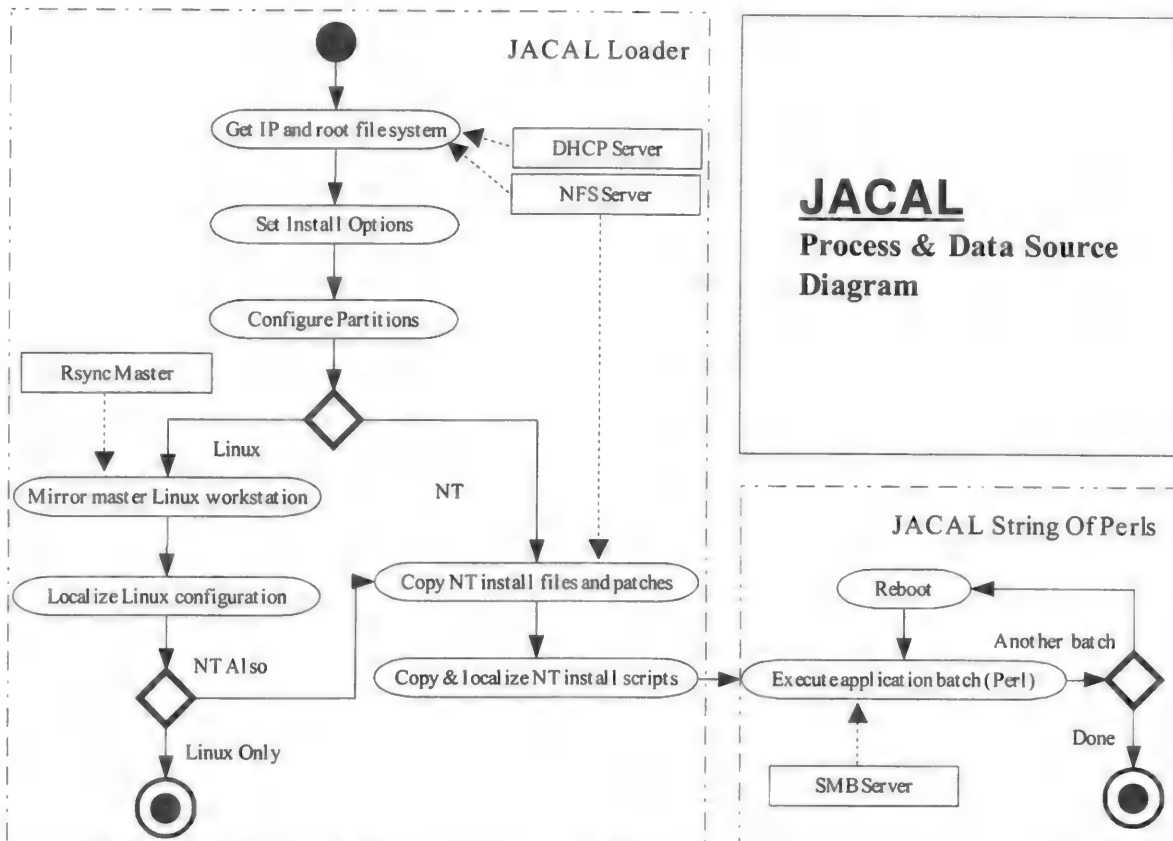 JACAL Loader
Get IP and root filesystem
DHCP Server
NFS Server
Set Install Options
Configure Partitions
Rsync Master
Linux
NT
Mirror master Linux workstation
Localize Linux configuration
Copy NT install files and patches
NT Also
Copy & localize NT install scripts
Linux Only
JACAL
Process & Data Source
Diagram
JACAL String Of Perls
Reboot
Another batch
Execute application batch (Perl)
Done
SMB Server